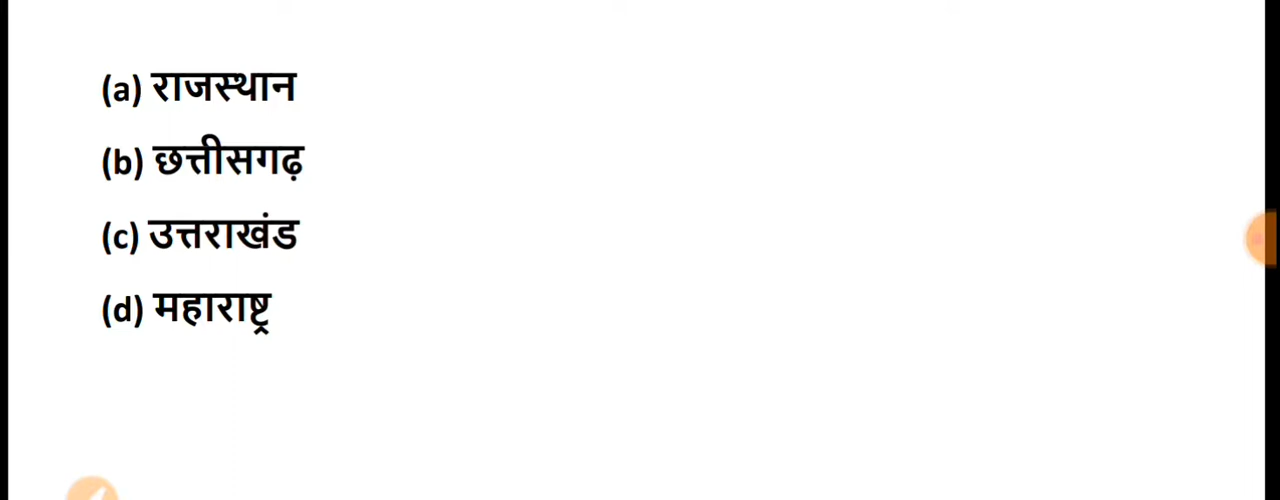 (a) राजस्थान
(b) छत्तीसगढ़
(c) उत्तराखंड
(d) महाराष्ट्र